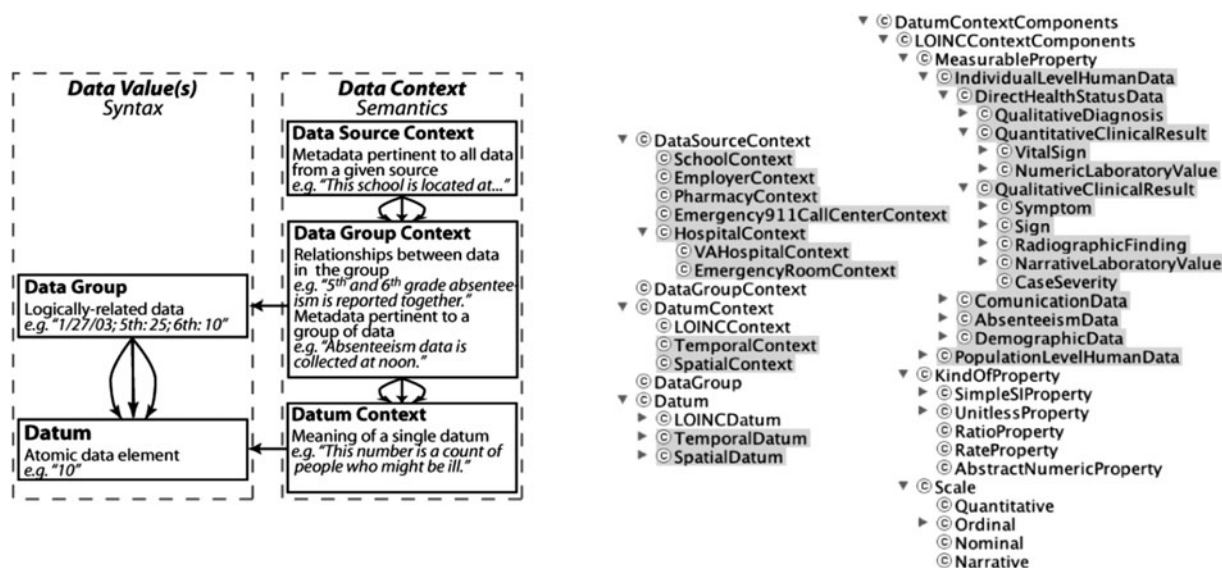 Data Value(s)
Syntax
Data Group
Logically-related data
e.g. “1/27/03; 5th: 25; 6th: 10”
Datum
Atomic data element
e.g. “10”
Data Context
Semantics
Data Source Context
Metadata pertinent to all data
from a given source
e.g. “This school is located at...”
Data Group Context
Relationships between data
in the group
e.g. “5th and 6th grade absentee-
ism is reported together.”
Metadata pertinent to a
group of data
e.g. “Absenteeism data is
collected at noon.”
Datum Context
Meaning of a single datum
e.g. “This number is a count of
people who might be ill.”
DataSourceContext
SchoolContext
EmployerContext
PharmacyContext
Emergency911CallCenterContext
HospitalContext
VAHospitalContext
EmergencyRoomContext
DataGroupContext
DatumContext
LOINCContext
TemporalContext
SpatialContext
DataGroup
Datum
LOINCDatum
TemporalDatum
SpatialDatum
DatumContextComponents
LOINCContextComponents
MeasurableProperty
IndividualLevelHumanData
DirectHealthStatusData
QualitativeDiagnosis
QuantitativeClinicalResult
VitalSign
NumericLaboratoryValue
QualitativeClinicalResult
Symptom
Sign
RadiographicFinding
NarrativeLaboratoryValue
CaseSeverity
ComunicationData
AbsenteeismData
DemographicData
PopulationLevelHumanData
KindOfProperty
SimpleSIProperty
UnitlessProperty
RatioProperty
RateProperty
AbstractNumericProperty
Scale
Quantitative
Ordinal
Nominal
Narrative